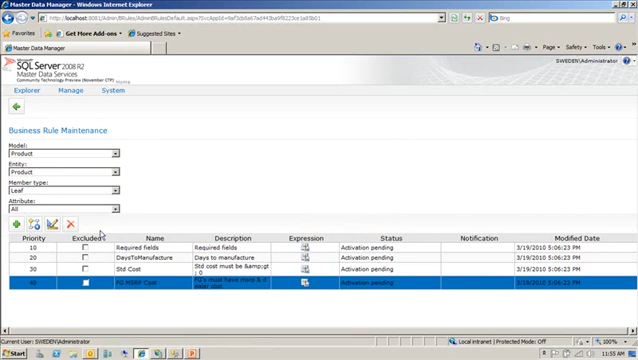 Master Data Manager - Windows Internet Explorer
http://localhost/Admin/BRules/AdminBRulesDefault.aspx?
Bing
Favorites
Get More Add-ons
Suggested Sites
Master Data Manager
Page
Safety
Tools
Microsoft
SQL Server 2008 R2
Master Data Services
Community Technology Preview (November CTP)
SWEDEN\Administrator
Explorer Manage System
Business Rule Maintenance
Model:
Product
Entity:
Product
Member type:
Leaf
Attribute:
All
Priority Excluded Name Description Expression Status Notification Modified Date
10 Required fields Required fields Activation pending 3/19/2010 5:06:23 PM
20 DaysToManufacture Days to manufacture Activation pending 3/19/2010 5:06:23 PM
30 Std Cost Std cost must be &amp;gt; 0 Activation pending 3/19/2010 5:06:23 PM
40 FG MSRP Cost FG's must have msrp & dealer cost Activation pending 3/19/2010 5:06:23 PM
Current User: SWEDEN\Administrator
Local intranet | Protected Mode: Off
100%
Start
11:55 AM